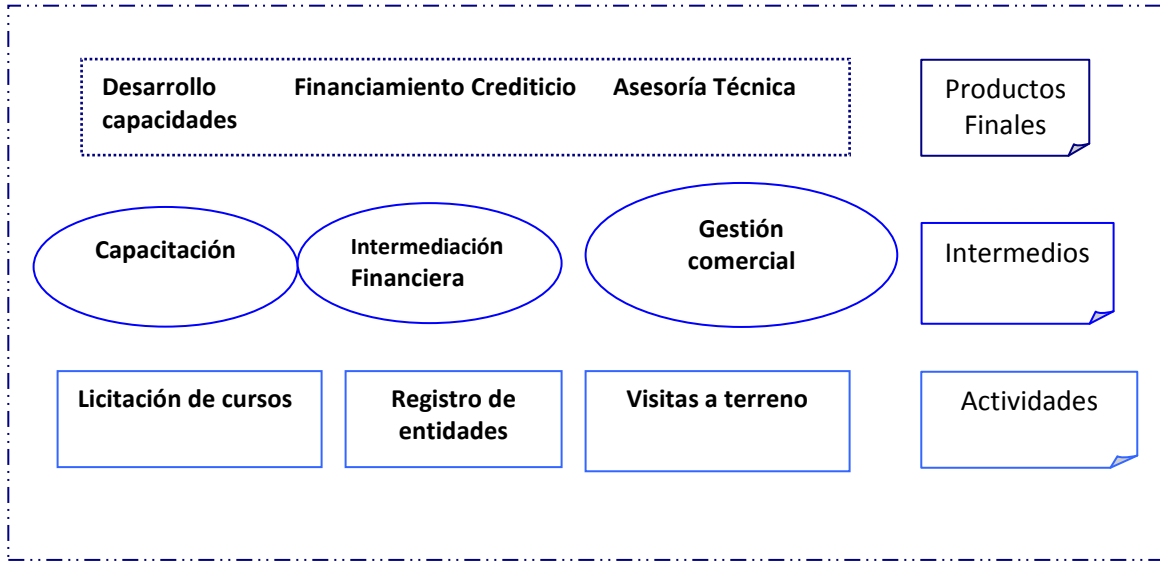 Desarrollo
capacidades
Financiamiento Crediticio
Asesoría Técnica
Productos
Finales
Capacitación
Intermediación
Financiera
Gestión
comercial
Intermedios
Licitación de cursos
Registro de
entidades
Visitas a terreno
Actividades